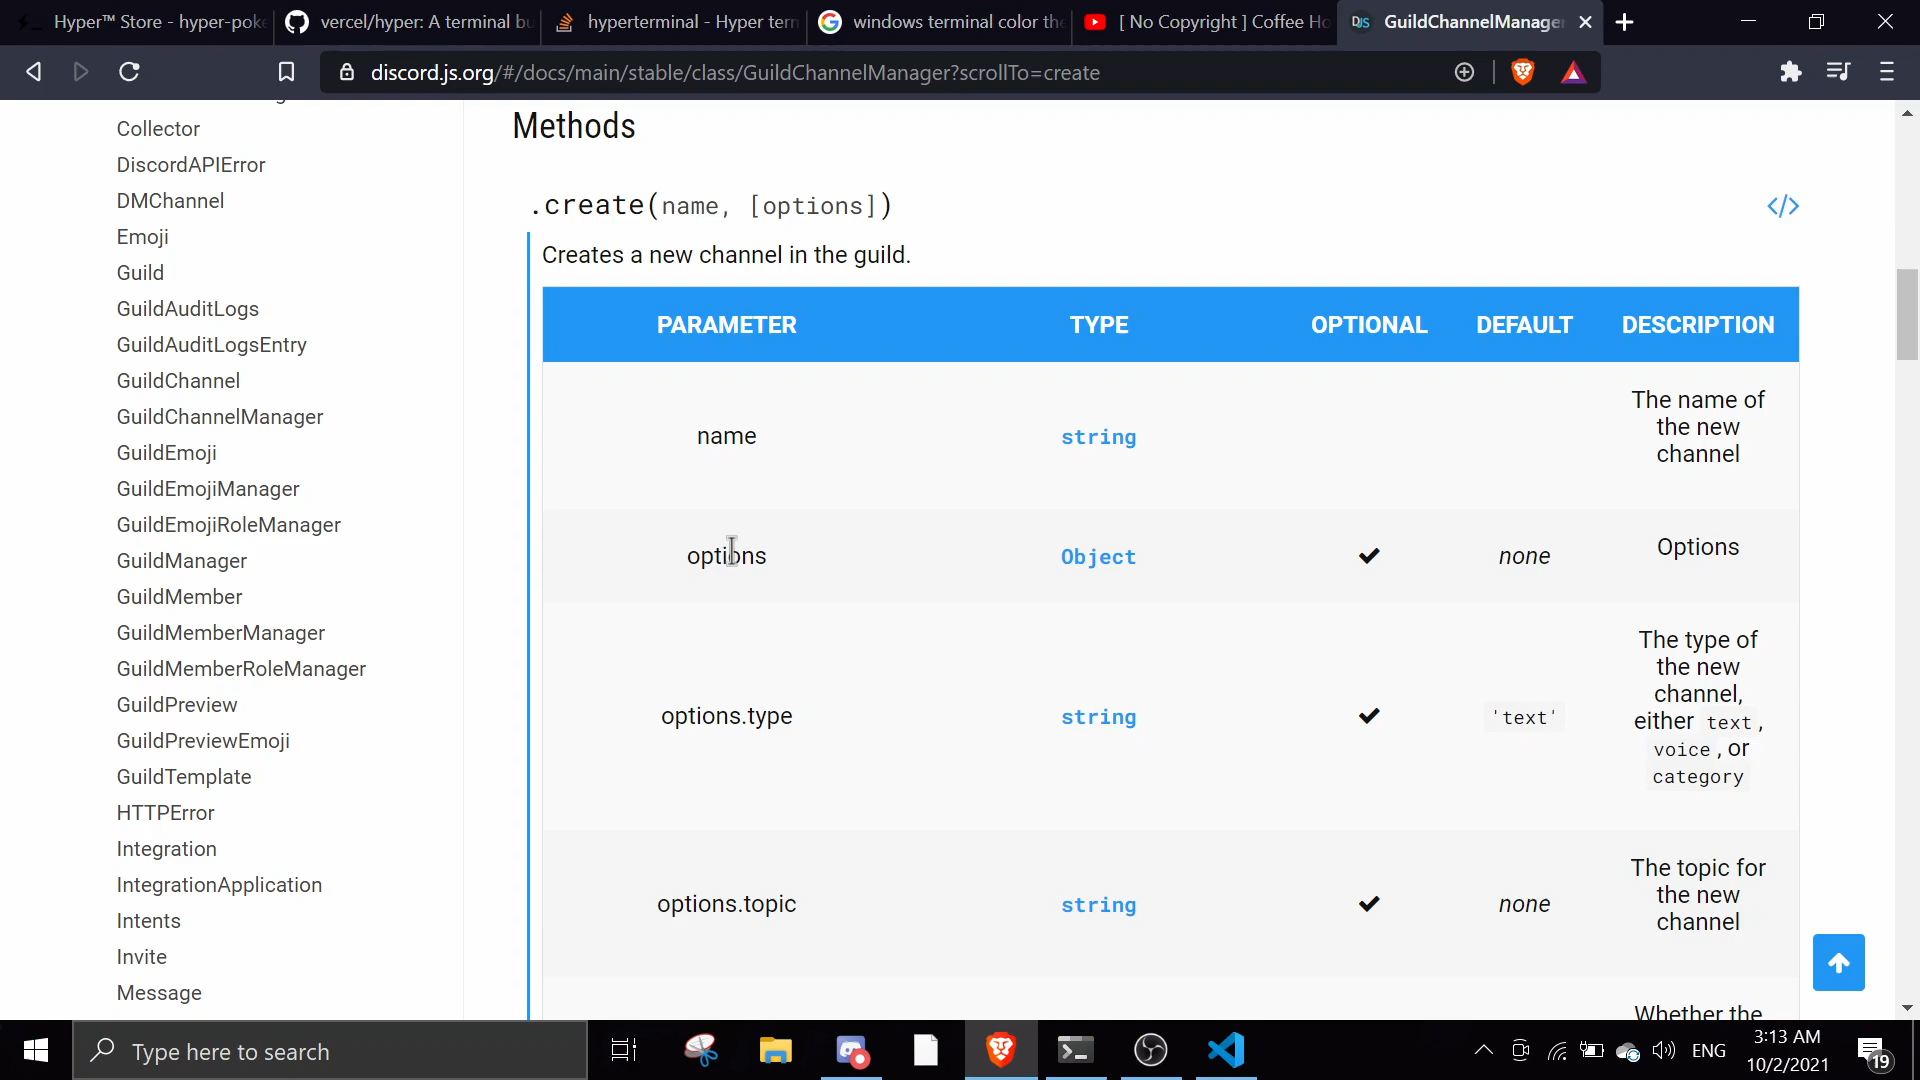 Hyper™ Store - hyper-poke
vercel/hyper: A terminal bu
hyperterminal - Hyper term
windows terminal color the
[ No Copyright ] Coffee Ho
GuildChannelManager
discord.js.org/#/docs/main/stable/class/GuildChannelManager?scrollTo=create
Collector
DiscordAPIError
DMChannel
Emoji
Guild
GuildAuditLogs
GuildAuditLogsEntry
GuildChannel
GuildChannelManager
GuildEmoji
GuildEmojiManager
GuildEmojiRoleManager
GuildManager
GuildMember
GuildMemberManager
GuildMemberRoleManager
GuildPreview
GuildPreviewEmoji
GuildTemplate
HTTPError
Integration
IntegrationApplication
Intents
Invite
Message
Methods
.create(name, [options])
</>
Creates a new channel in the guild.
PARAMETER TYPE OPTIONAL DEFAULT DESCRIPTION
name string The name of
the new
channel
options Object ✔ none Options
options.type string ✔ 'text' The type of
the new
channel,
either text,
voice, or
category
options.topic string ✔ none The topic for
the new
channel
Whether the
Type here to search
ENG
3:13 AM
10/2/2021
19